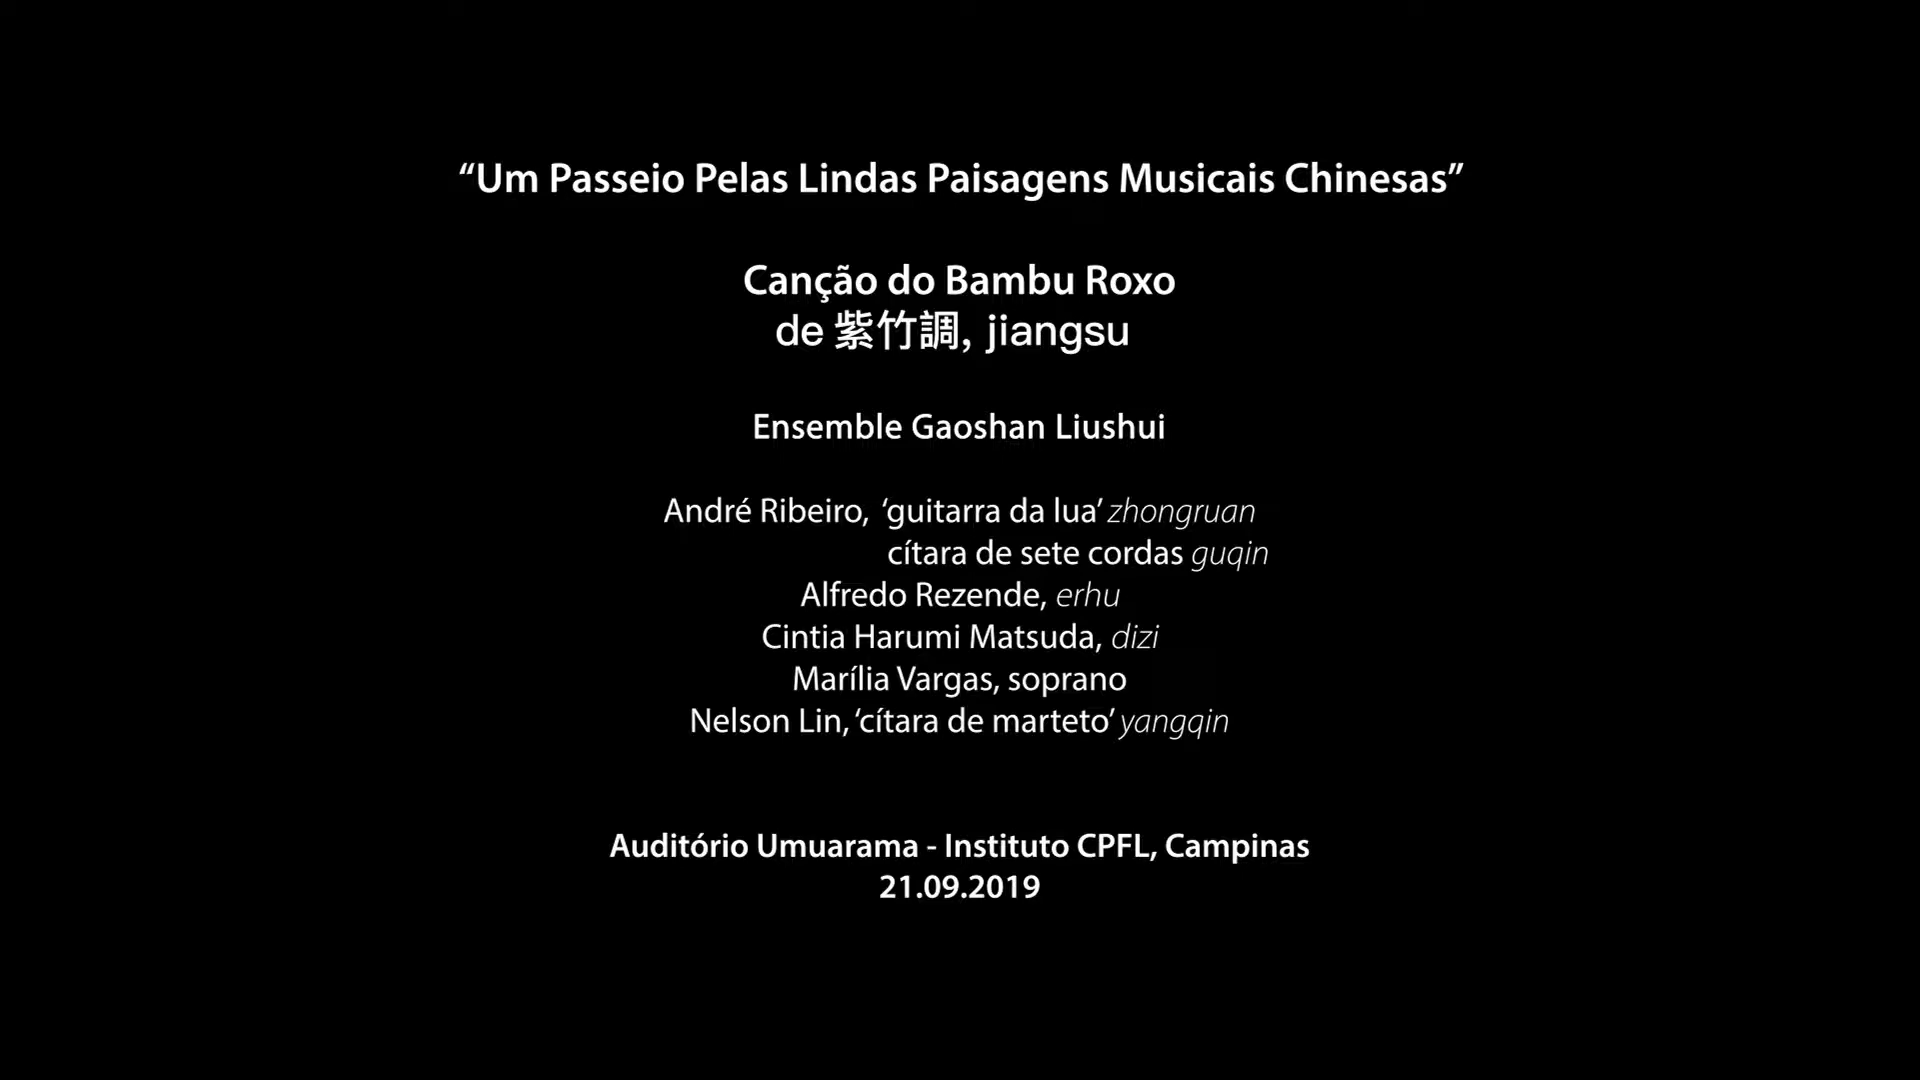 “Um Passeio Pelas Lindas Paisagens Musicais Chinesas”
Canção do Bambu Roxo
de 紫竹調, jiangsu
Ensemble Gaoshan Liushui
André Ribeiro, ‘guitarra da lua’ zhongruan
cítara de sete cordas guqin
Alfredo Rezende, erhu
Cintia Harumi Matsuda, dizi
Marília Vargas, soprano
Nelson Lin, ‘cítara de marteto’ yangqin
Auditório Umuarama - Instituto CPFL, Campinas
21.09.2019